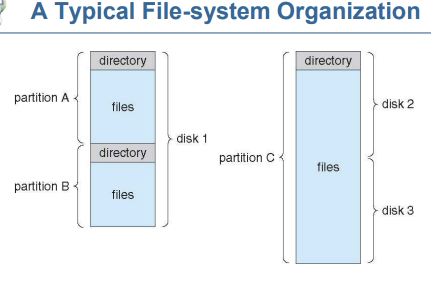 A Typical File-system Organization
directory
partition A
files
disk 1
directory
partition B
files
directory
disk 2
partition C
files
disk 3